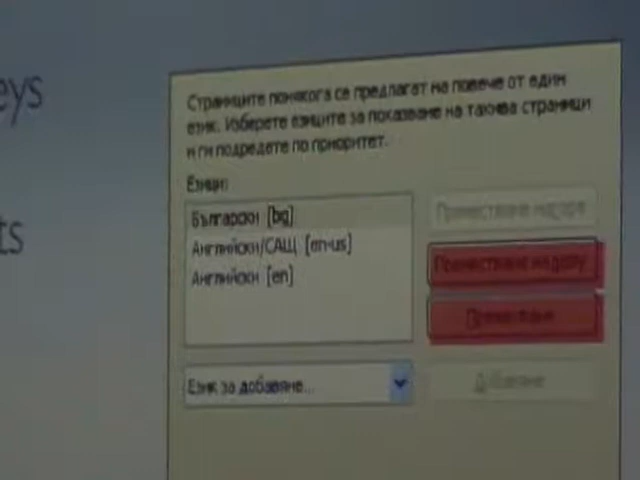 eys
ts
Страниците понякога се предлагат на повече от един
език. Изберете езиците за показване на такива страници
и ги подредете по приоритет.
Езици:
Български [bg]
Преместване нагоре
Английски/САЩ [en-us]
Преместване надолу
Английски [en]
Премахване
Език за добавяне...
Добавяне